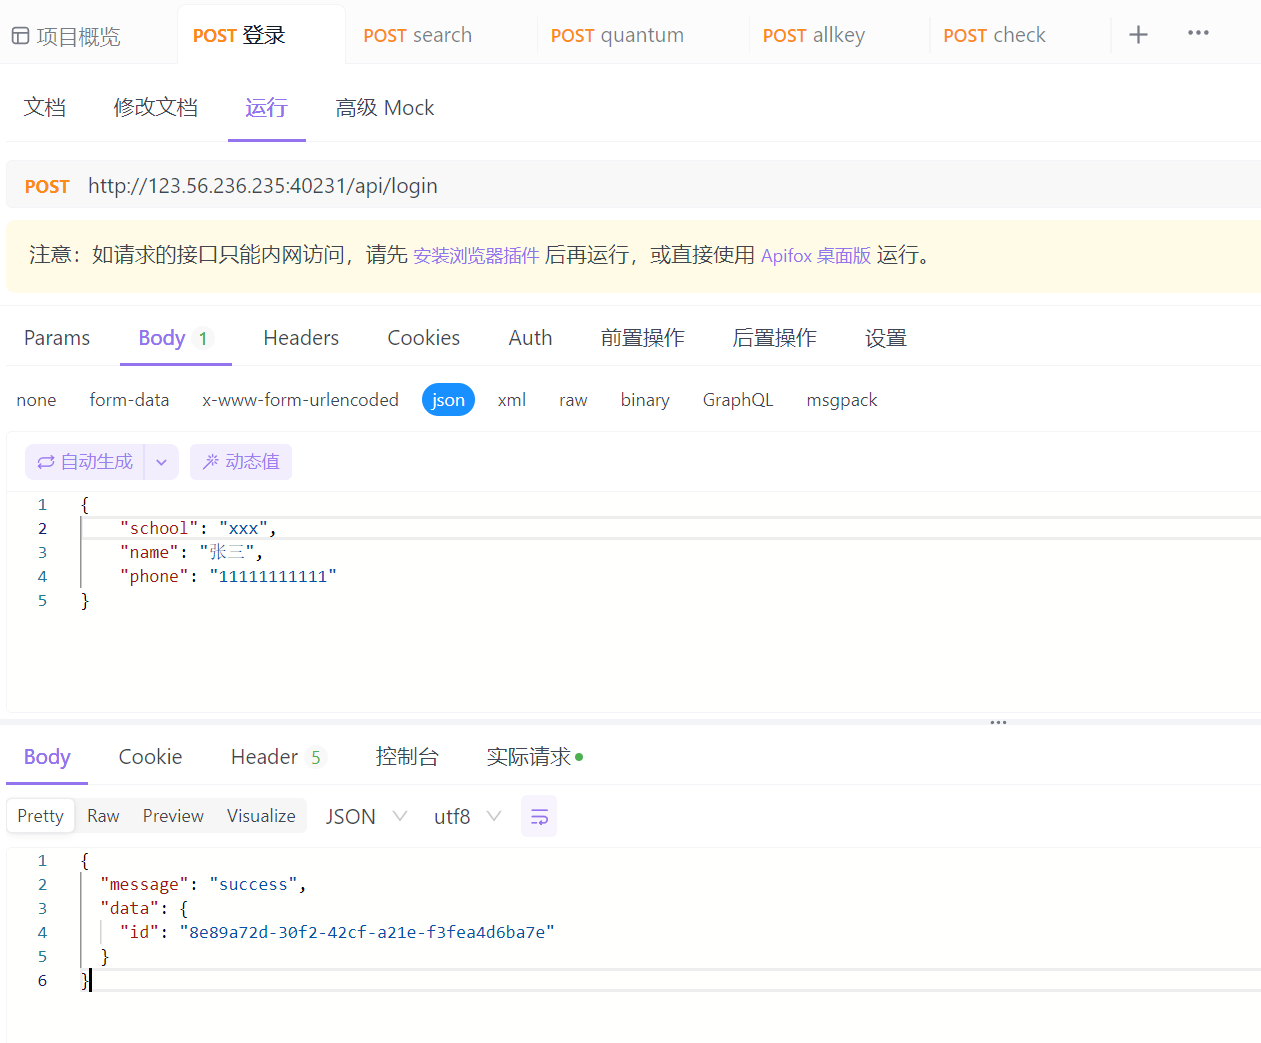 项目概览 POST 登录 POST search POST quantum POST allkey POST check
文档 修改文档 运行 高级 Mock
POST http://123.56.236.235:40231/api/login
注意：如请求的接口只能内网访问，请先 安装浏览器插件 后再运行，或直接使用 Apifox 桌面版 运行。
Params Body 1 Headers Cookies Auth 前置操作 后置操作 设置
none form-data x-www-form-urlencoded json xml raw binary GraphQL msgpack
自动生成 动态值
1 {
2 "school": "xxx",
3 "name": "张三",
4 "phone": "11111111111"
5 }
Body Cookie Header 5 控制台 实际请求
Pretty Raw Preview Visualize JSON utf8
1 {
2 "message": "success",
3 "data": {
4 "id": "8e89a72d-30f2-42cf-a21e-f3fea4d6ba7e"
5 }
6 }